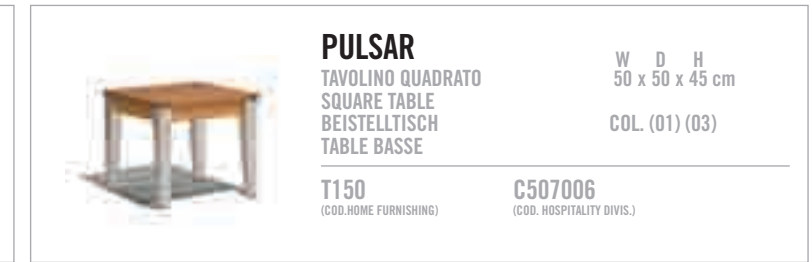 PULSAR
TAVOLINO QUADRATO
SQUARE TABLE
BEISTELLTISCH
TABLE BASSE
W D H
50 x 50 x 45 cm
COL. (01) (03)
T150
(COD.HOME FURNISHING)
C507006
(COD. HOSPITALITY DIVIS.)